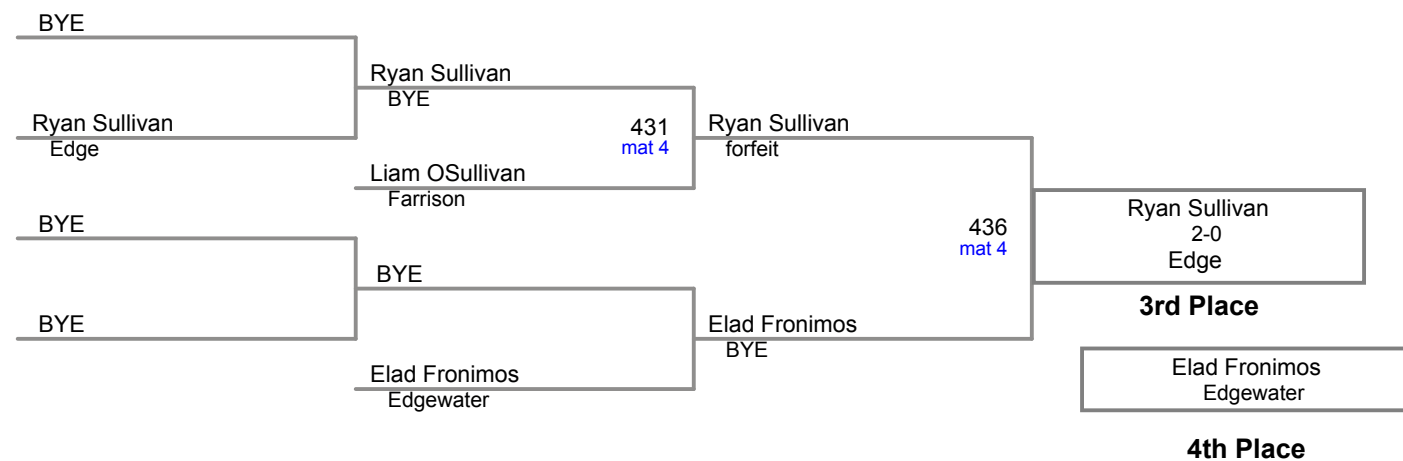 BYE
Ryan Sullivan
BYE
Ryan Sullivan
Edge
431
mat 4
Ryan Sullivan
forfeit
Liam OSullivan
Farrison
Ryan Sullivan
2-0
Edge
BYE
436
mat 4
BYE
3rd Place
BYE
Elad Fronimos
BYE
Elad Fronimos
Edgewater
Elad Fronimos
Edgewater
4th Place